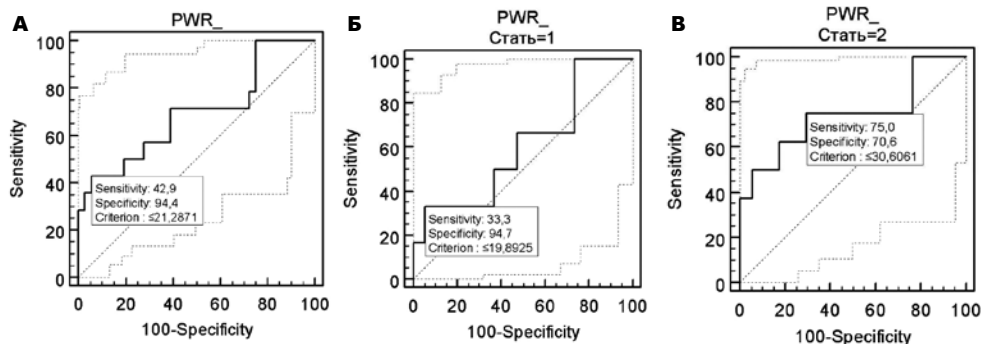 А
PWR_
Sensitivity
100
80
60
40
20
0
Sensitivity: 42,9
Specificity: 94,4
Criterion : ≤21,2871
0 20 40 60 80 100
100-Specificity
Б
PWR_
Стать=1
Sensitivity
100
80
60
40
20
0
Sensitivity: 33,3
Specificity: 94,7
Criterion : ≤19,8925
0 20 40 60 80 100
100-Specificity
В
PWR_
Стать=2
Sensitivity
100
80
60
40
20
0
Sensitivity: 75,0
Specificity: 70,6
Criterion : ≤30,6061
0 20 40 60 80 100
100-Specificity